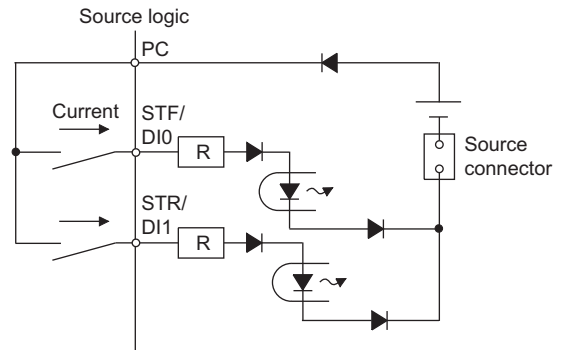 Source logic
PC
Current
STF/
DI0
R
Source
connector
STR/
DI1
R